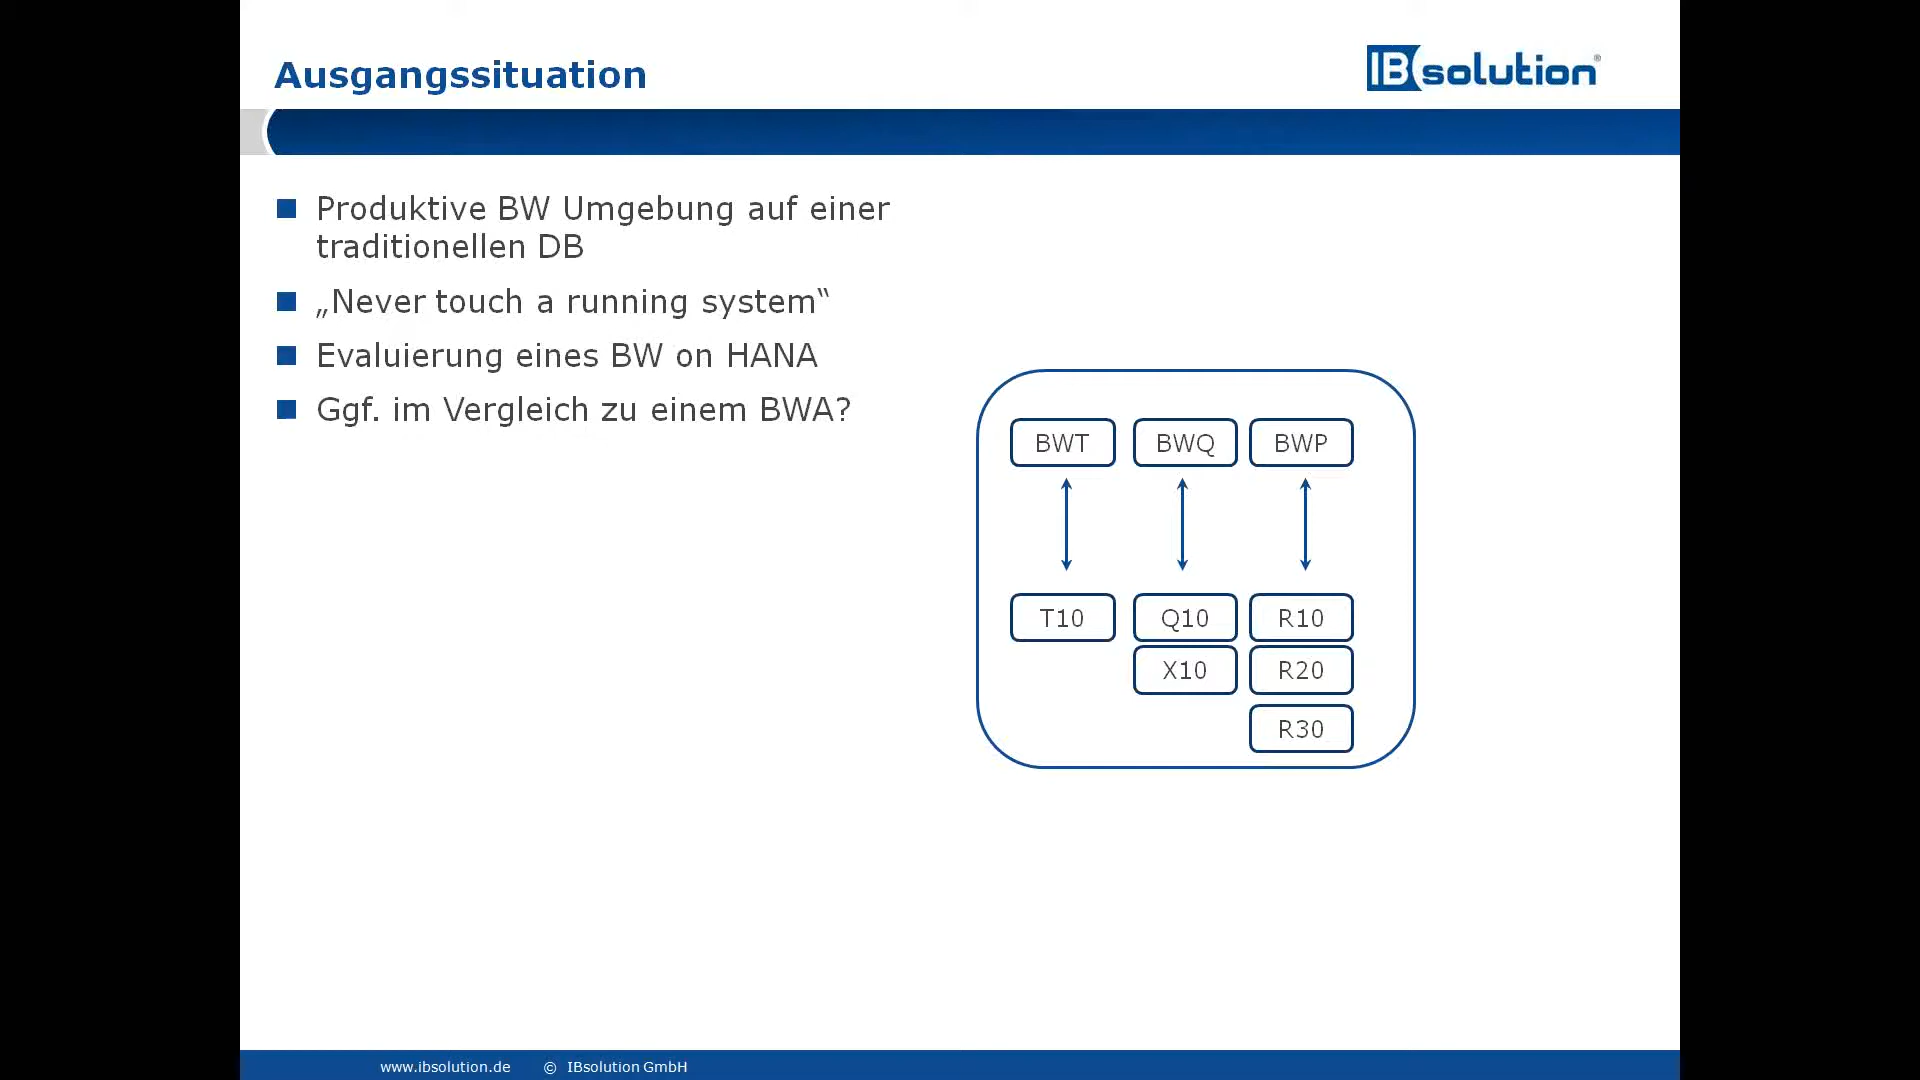 Ausgangssituation
IBsolution®
Produktive BW Umgebung auf einer
traditionellen DB
„Never touch a running system“
Evaluierung eines BW on HANA
Ggf. im Vergleich zu einem BWA?
BWT BWQ BWP
T10 Q10 R10
X10 R20
R30
www.ibsolution.de © IBsolution GmbH